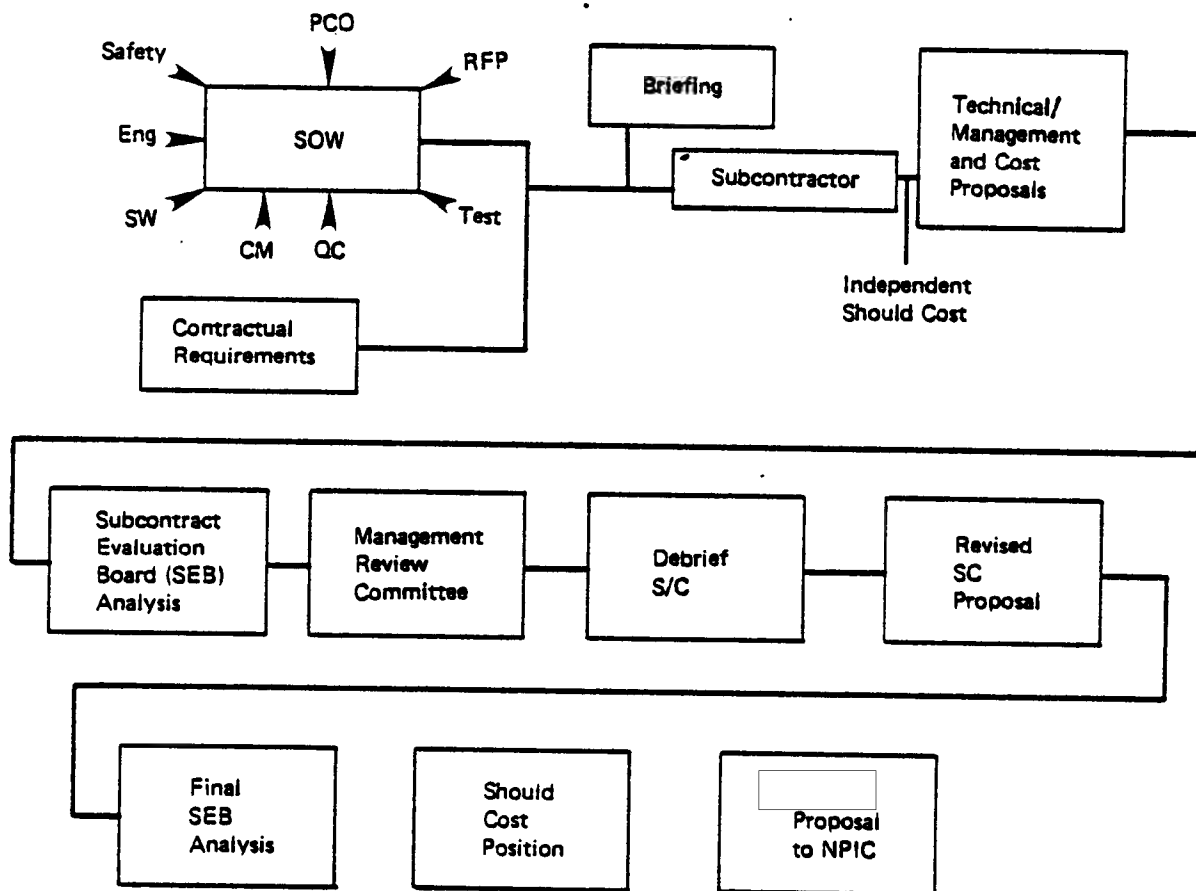 PCO
Safety
RFP
Eng
SOW
SW
CM
QC
Test
Contractual
Requirements
Briefing
Subcontractor
Technical/
Management
and Cost
Proposals
Independent
Should Cost
Subcontract
Evaluation
Board (SEB)
Analysis
Management
Review
Committee
Debrief
S/C
Revised
SC
Proposal
Final
SEB
Analysis
Should
Cost
Position
Proposal
to NPIC